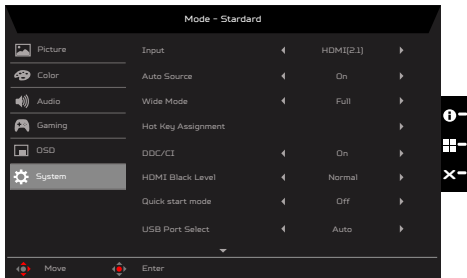 Mode - Stardard
Picture
Input HDMI(2.1)
Color
Auto Source On
Audio
Wide Mode Full
Gaming
Hot Key Assignment
OSD
DDC/CI On
System
HDMI Black Level Normal
Quick start mode Off
USB Port Select Auto
Move Enter